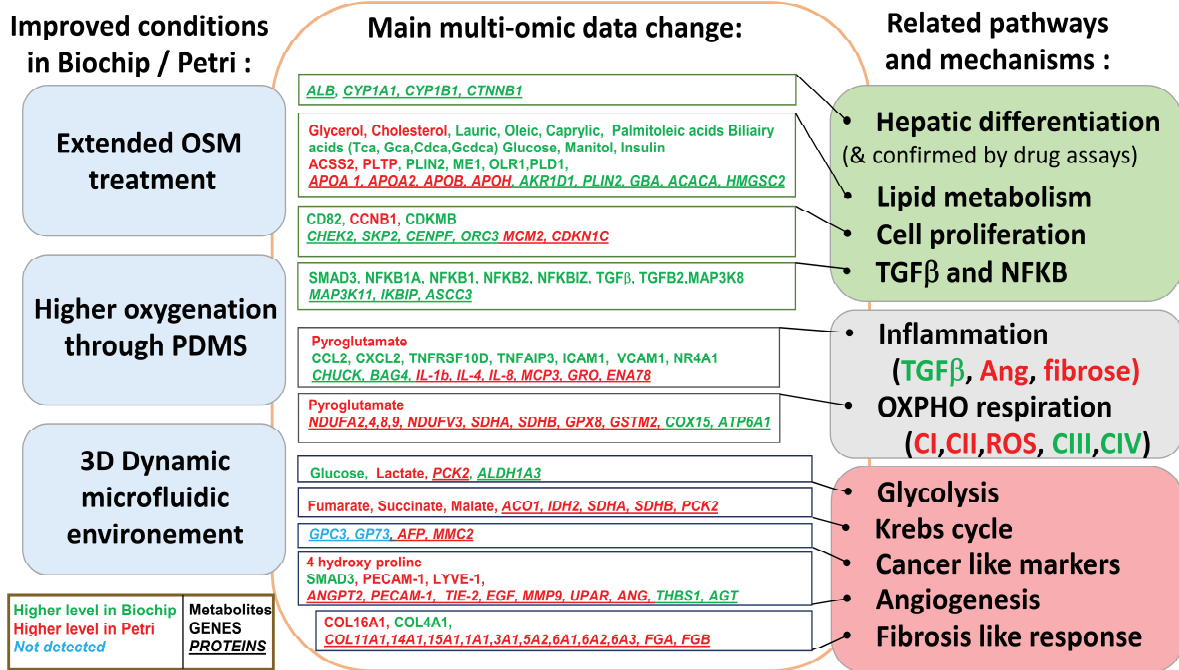 Improved conditions
in Biochip / Petri :
Extended OSM
treatment
Higher oxygenation
through PDMS
3D Dynamic
microfluidic
environement
Higher level in Biochip
Higher level in Petri
Not detected
Metabolites
GENES
PROTEINS
Main multi-omic data change:
ALB, CYP1A1, CYP1B1, CTNNB1
Glycerol, Cholesterol, Lauric, Oleic, Caprylic, Palmitoleic acids Biliairy
acids (Tca, Gca,Cdca,Gcdca) Glucose, Manitol, Insulin
ACSS2, PLTP, PLIN2, ME1, OLR1,PLD1,
APOA 1, APOA2, APOB, APOH, AKR1D1, PLIN2, GBA, ACACA, HMGSC2
CD82, CCNB1, CDKMB
CHEK2, SKP2, CENPF, ORC3 MCM2, CDKN1C
SMAD3, NFKB1A, NFKB1, NFKB2, NFKBIZ, TGFβ, TGFB2,MAP3K8
MAP3K11, IKBIP, ASCC3
Pyroglutamate
CCL2, CXCL2, TNFRSF10D, TNFAIP3, ICAM1, VCAM1, NR4A1
CHUCK, BAG4, IL-1b, IL-4, IL-8, MCP3, GRO, ENA78
Pyroglutamate
NDUFA2,4,8,9, NDUFV3, SDHA, SDHB, GPX8, GSTM2, COX15, ATP6A1
Glucose, Lactate, PCK2, ALDH1A3
Fumarate, Succinate, Malate, ACO1, IDH2, SDHA, SDHB, PCK2
GPC3, GP73, AFP, MMC2
4 hydroxy proline
SMAD3, PECAM-1, LYVE-1,
ANGPT2, PECAM-1, TIE-2, EGF, MMP9, UPAR, ANG, THBS1, AGT
COL16A1, COL4A1,
COL11A1,14A1,15A1,1A1,3A1,5A2,6A1,6A2,6A3, FGA, FGB
Related pathways
and mechanisms :
Hepatic differentiation
(& confirmed by drug assays)
Lipid metabolism
Cell proliferation
TGFβ and NFKB
Inflammation
(TGFβ, Ang, fibrose)
OXPHO respiration
(CI,CII,ROS, CIII,CIV)
Glycolysis
Krebs cycle
Cancer like markers
Angiogenesis
Fibrosis like response